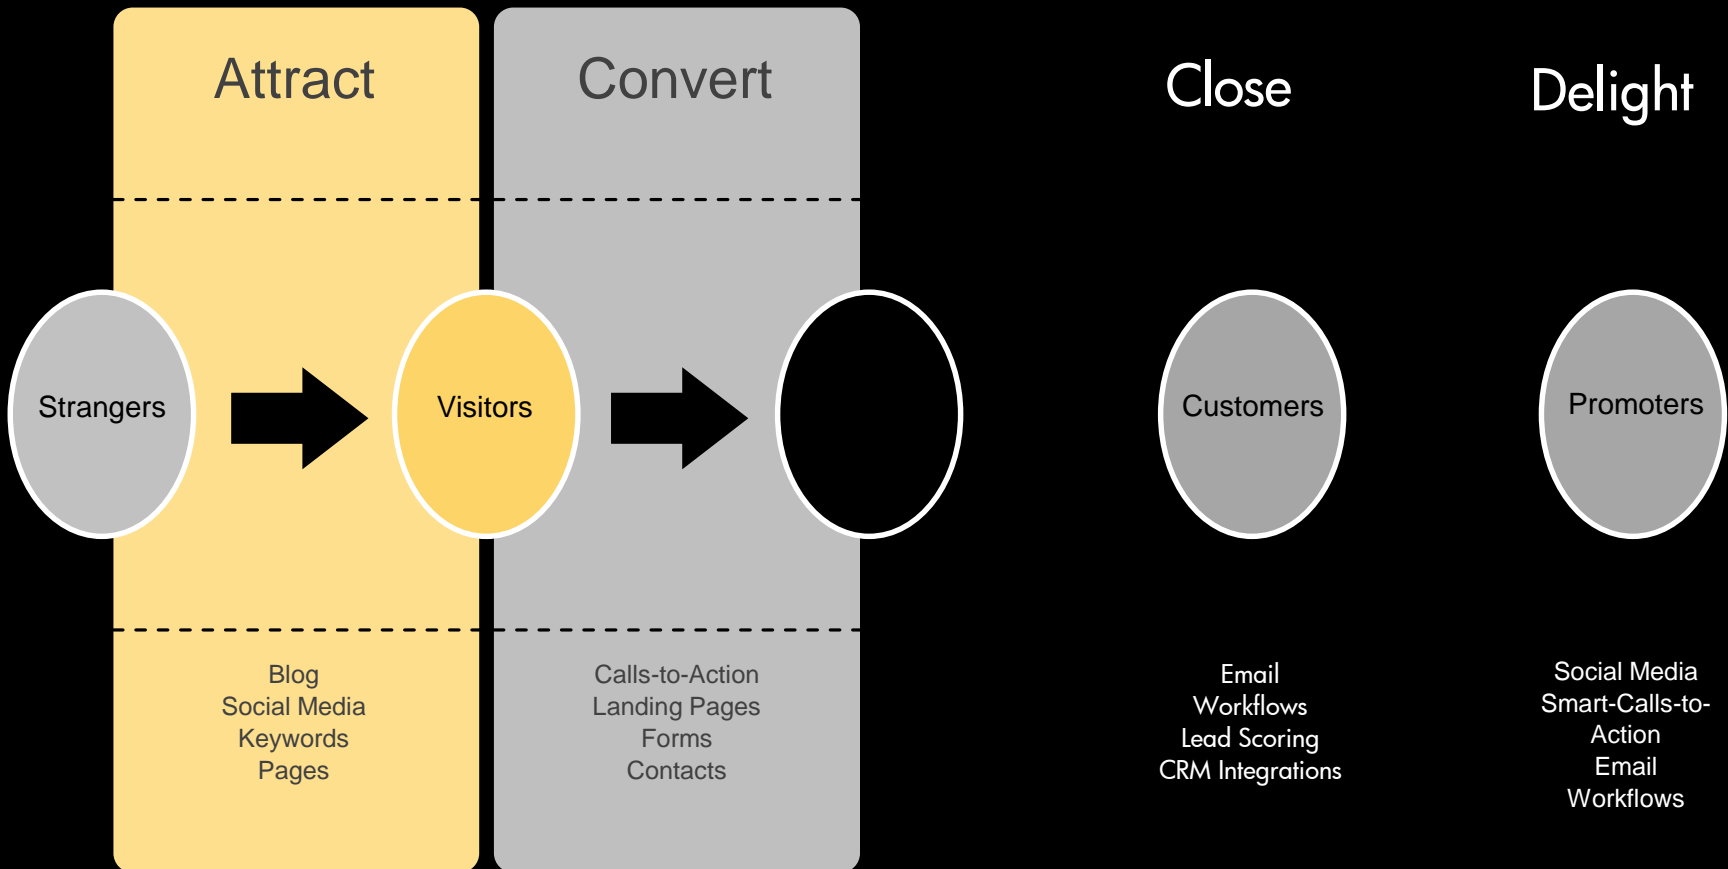 Attract
Convert
Close
Delight
Strangers
Visitors
Customers
Promoters
Blog
Social Media
Keywords
Pages
Calls-to-Action
Landing Pages
Forms
Contacts
Email
Workflows
Lead Scoring
CRM Integrations
Social Media
Smart-Calls-to-
Action
Email
Workflows